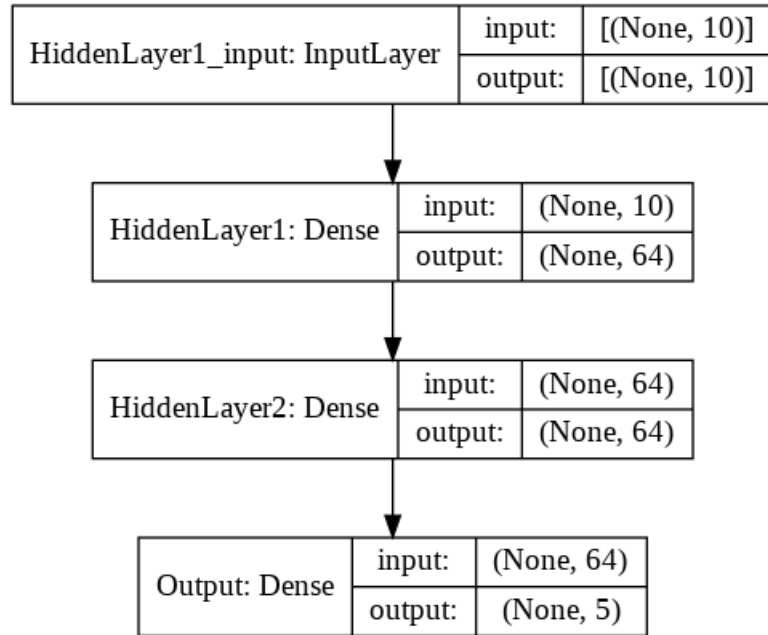 HiddenLayer1_input: InputLayer
input: [(None, 10)]
output: [(None, 10)]
HiddenLayer1: Dense
input: (None, 10)
output: (None, 64)
HiddenLayer2: Dense
input: (None, 64)
output: (None, 64)
Output: Dense
input: (None, 64)
output: (None, 5)